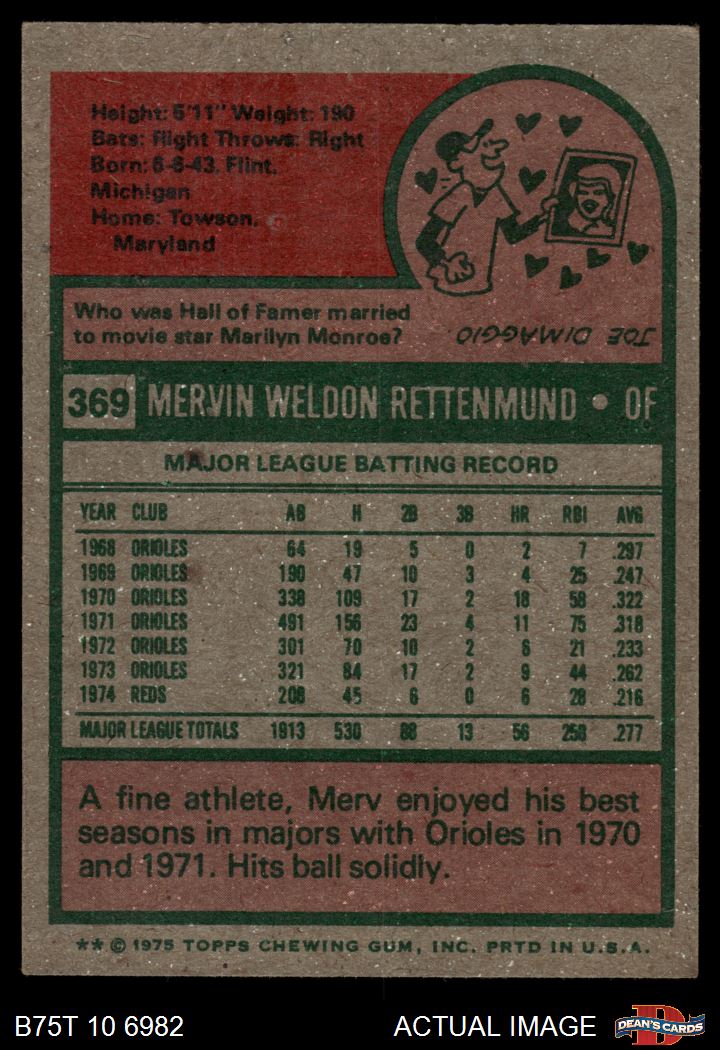 Height: 5'11" Weight: 190
Bats: Right Throws: Right
Born: 6-6-43, Flint,
Michigan
Home: Towson,
Maryland
Who was Hall of Famer married
to movie star Marilyn Monroe?
JOE DIMAGGIO
369 MERVIN WELDON RETTENMUND • OF
MAJOR LEAGUE BATTING RECORD
YEAR CLUB AB H 2B 3B HR RBI AVG
1968 ORIOLES 64 19 5 0 2 7 .297
1969 ORIOLES 190 47 10 3 4 25 .247
1970 ORIOLES 338 109 17 2 18 58 .322
1971 ORIOLES 491 156 23 4 11 75 .318
1972 ORIOLES 301 70 10 2 6 21 .233
1973 ORIOLES 321 84 17 2 9 44 .262
1974 REDS 208 45 6 0 6 28 .216
MAJOR LEAGUE TOTALS 1913 530 88 13 56 258 .277
A fine athlete, Merv enjoyed his best
seasons in majors with Orioles in 1970
and 1971. Hits ball solidly.
** © 1975 TOPPS CHEWING GUM, INC. PRTD IN U.S.A.
B75T 10 6982 ACTUAL IMAGE DEAN'S CARDS